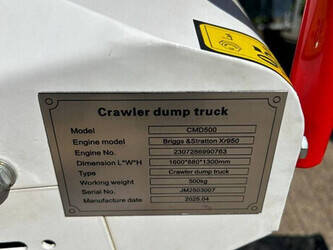 Crawler dump truck
Model CMD500
Engine model Briggs &Stratton Xr950
Engine No. 2307286990763
Dimension L*W*H 1600*680*1300mm
Type Crawler dump truck
Working weight 500kg
Serial No. JM2503007
Manufacture date 2025.04